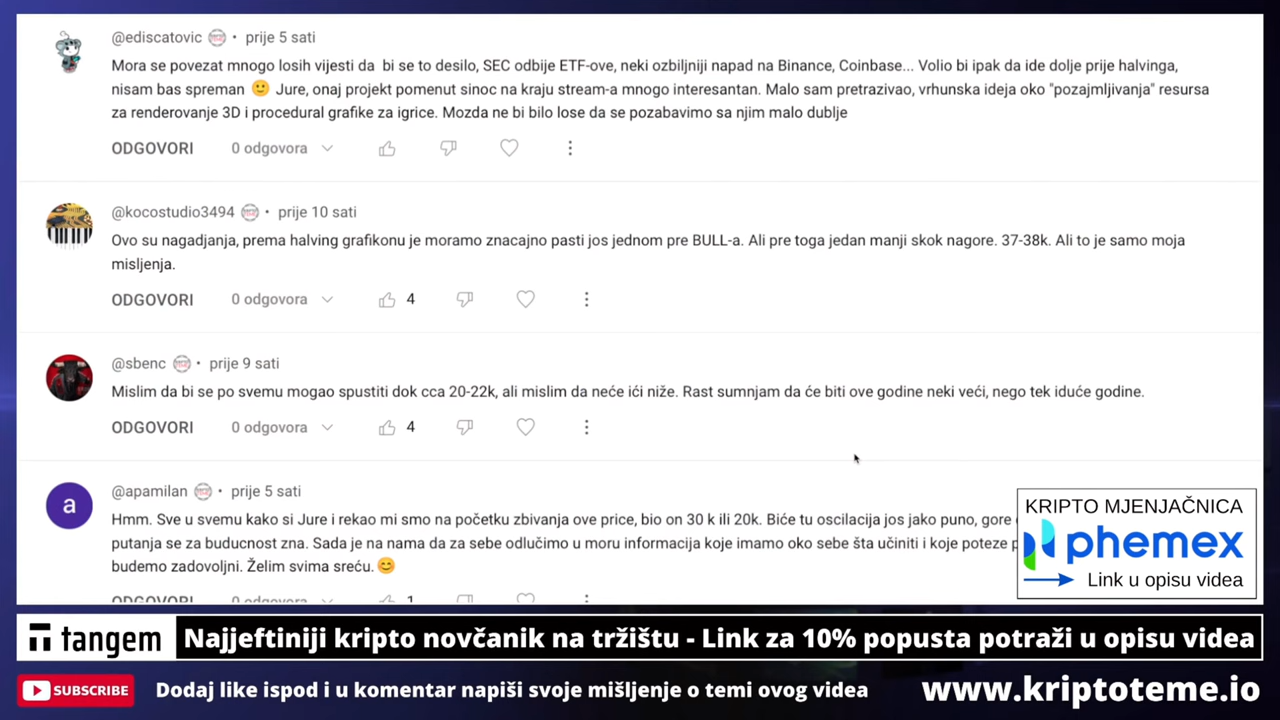 @ediscatovic • prije 5 sati
Mora se povezat mnogo losih vijesti da bi se to desilo, SEC odbije ETF-ove, neki ozbiljniji napad na Binance, Coinbase... Volio bi ipak da ide dolje prije halvinga,
nisam bas spreman 🙂 Jure, onaj projekt pomenut sinoc na kraju stream-a mnogo interesantan. Malo sam pretrazivao, vrhunska ideja oko "pozajmljivanja" resursa
za renderovanje 3D i procedural grafike za igrice. Mozda ne bi bilo lose da se pozabavimo sa njim malo dublje
ODGOVORI 0 odgovora
@kocostudio3494 • prije 10 sati
Ovo su nagadjanja, prema halving grafikonu je moramo znacajno pasti jos jednom pre BULL-a. Ali pre toga jedan manji skok nagore. 37-38k. Ali to je samo moja
misljenja.
ODGOVORI 0 odgovora 4
@sbenc • prije 9 sati
Mislim da bi se po svemu mogao spustiti dok cca 20-22k, ali mislim da neće ići niže. Rast sumnjam da će biti ove godine neki veći, nego tek iduće godine.
ODGOVORI 0 odgovora 4
a
@apamilan • prije 5 sati
Hmm. Sve u svemu kako si Jure i rekao mi smo na početku zbivanja ove price, bio on 30 k ili 20k. Biće tu oscilacija jos jako puno, gore
putanja se za buducnost zna. Sada je na nama da za sebe odlučimo u moru informacija koje imamo oko sebe šta učiniti i koje poteze
budemo zadovoljni. Želim svima sreću. 😊
ODGOVORI 0 odgovora 1
KRIPTO MJENJAČNICA
phemex
Link u opisu videa
tangem Najjeftiniji kripto novčanik na tržištu - Link za 10% popusta potraži u opisu videa
SUBSCRIBE Dodaj like ispod i u komentar napiši svoje mišljenje o temi ovog videa www.kriptoteme.io